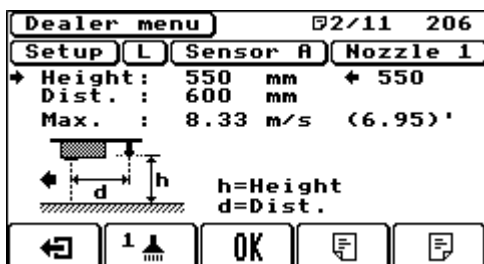 Dealer menu 2/11 206
Setup L Sensor A Nozzle 1
Height: 550 mm 550
Dist. : 600 mm
Max. : 8.33 m/s (6.95)'
d h
h=Height
d=Dist.
1 OK